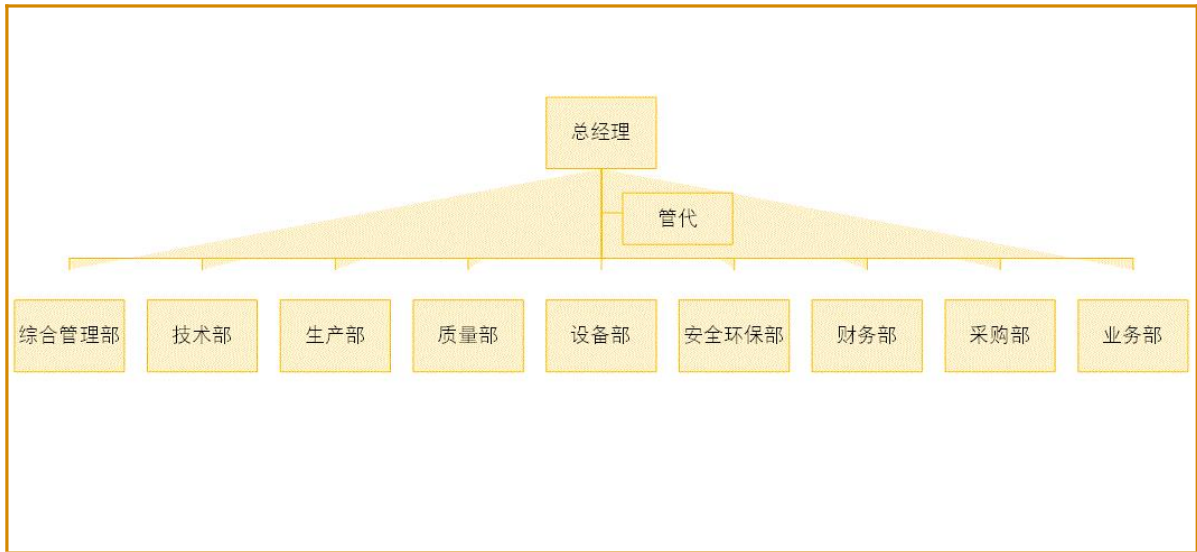 总经理
管代
综合管理部
技术部
生产部
质量部
设备部
安全环保部
财务部
采购部
业务部